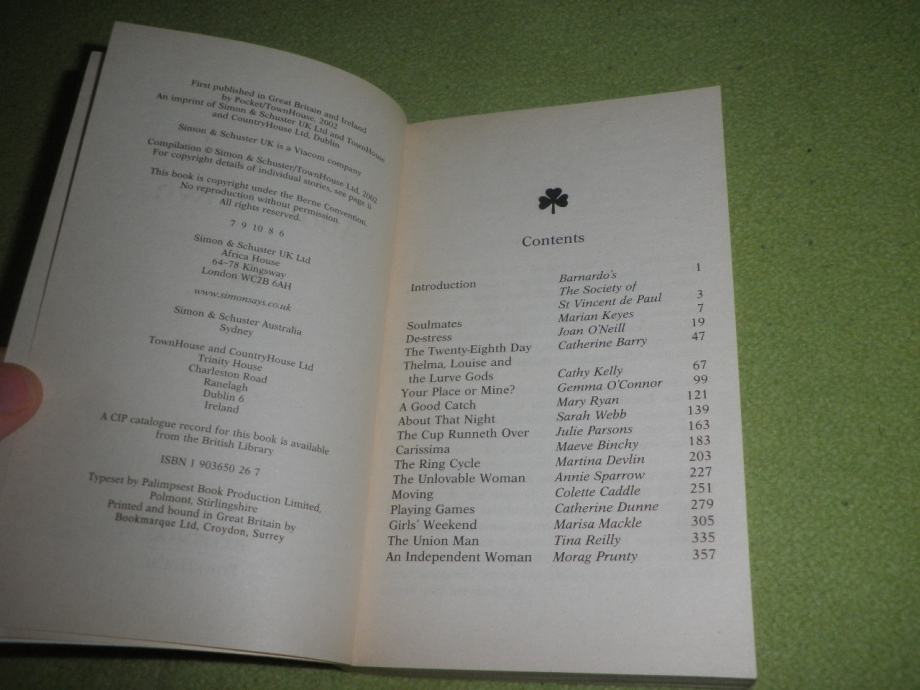 First published in Great Britain and Ireland
by Pocket/TownHouse, 2002
An imprint of Simon & Schuster UK Ltd and TownHouse
and CountryHouse Ltd, Dublin
Simon & Schuster UK is a Viacom company
Compilation © Simon & Schuster/TownHouse Ltd, 2002
For copyright details of individual stories, see page ii
This book is copyright under the Berne Convention.
No reproduction without permission.
All rights reserved.
7 9 10 8 6
Simon & Schuster UK Ltd
Africa House
64-78 Kingsway
London WC2B 6AH
www.simonsays.co.uk
Simon & Schuster Australia
Sydney
TownHouse and CountryHouse Ltd
Trinity House
Charleston Road
Ranelagh
Dublin 6
Ireland
A CIP catalogue record for this book is available
from the British Library
ISBN 1 903650 26 7
Typeset by Palimpsest Book Production Limited,
Polmont, Stirlingshire
Printed and bound in Great Britain by
Bookmarque Ltd, Croydon, Surrey
Contents
Introduction Barnardo's 1
The Society of
St Vincent de Paul 3
Soulmates Marian Keyes 7
De-stress Joan O'Neill 19
The Twenty-Eighth Day Catherine Barry 47
Thelma, Louise and
the Lurve Gods Cathy Kelly 67
Your Place or Mine? Gemma O'Connor 99
A Good Catch Mary Ryan 121
About That Night Sarah Webb 139
The Cup Runneth Over Julie Parsons 163
Carissima Maeve Binchy 183
The Ring Cycle Martina Devlin 203
The Unlovable Woman Annie Sparrow 227
Moving Colette Caddle 251
Playing Games Catherine Dunne 279
Girls' Weekend Marisa Mackle 305
The Union Man Tina Reilly 335
An Independent Woman Morag Prunty 357